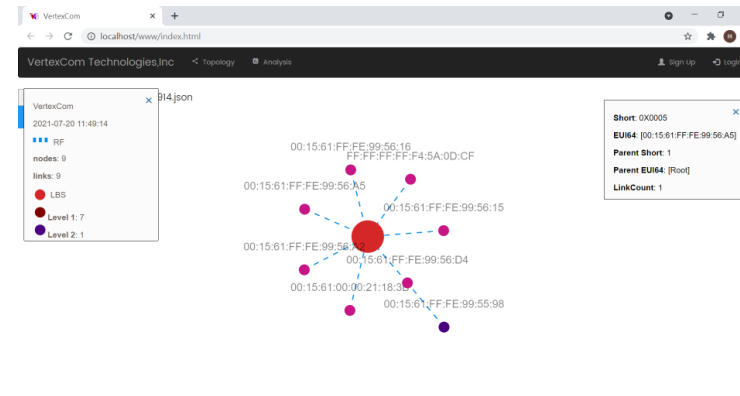 VertexCom
localhost/www/index.html
VertexCom Technologies,Inc
Topology
Analysis
Sign Up
Login
914.json
VertexCom
2021-07-20 11:49:14
RF
nodes: 9
links: 9
LBS
Level 1: 7
Level 2: 1
00:15:61:FF:FE:99:56:16
FF:FF:FF:FF:F4:5A:0D:CF
00:15:61:FF:FE:99:56:A5
00:15:61:FF:FE:99:56:15
00:15:61:FF:FE:99:56:A2
00:15:61:FF:FE:99:56:D4
00:15:61:00:00:21:18:3B
00:15:61:FF:FE:99:55:98
Short: 0X0005
EUI64: [00:15:61:FF:FE:99:56:A5]
Parent Short: 1
Parent EUI64: [Root]
LinkCount: 1